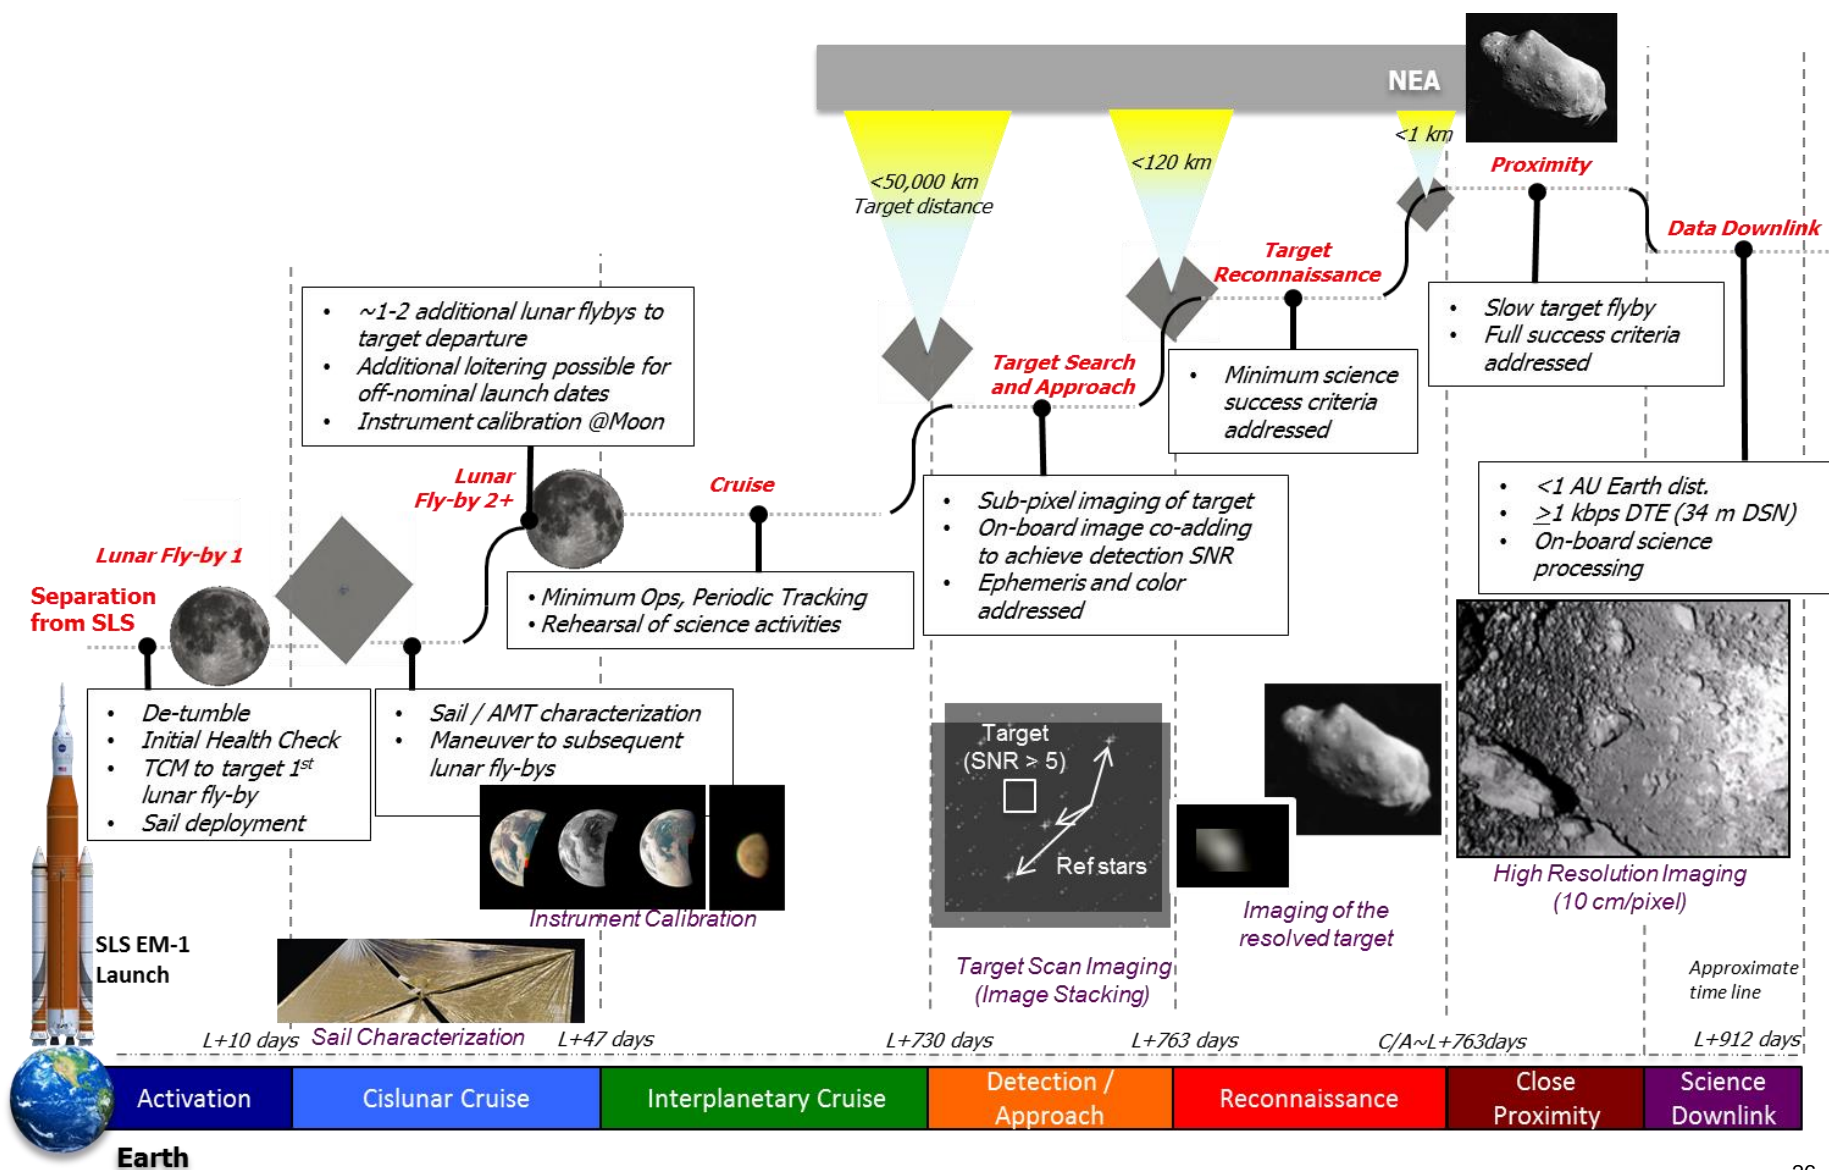 NEA
<1 km
<120 km
<50,000 km
Target distance
Proximity
Data Downlink
Target
Reconnaissance
• Slow target flyby
• Full success criteria
addressed
• ~1-2 additional lunar flybys to
target departure
• Additional loitering possible for
off-nominal launch dates
• Instrument calibration @Moon
Target Search
and Approach
• Minimum science
success criteria
addressed
Lunar
Fly-by 2+
Cruise
• Sub-pixel imaging of target
• On-board image co-adding
to achieve detection SNR
• Ephemeris and color
addressed
• <1 AU Earth dist.
• >1 kbps DTE (34 m DSN)
• On-board science
processing
Lunar Fly-by 1
Separation
from SLS
• Minimum Ops, Periodic Tracking
• Rehearsal of science activities
• De-tumble
• Initial Health Check
• TCM to target 1st
lunar fly-by
• Sail deployment
• Sail / AMT characterization
• Maneuver to subsequent
lunar fly-bys
Target
(SNR > 5)
Ref stars
Instrument Calibration
High Resolution Imaging
(10 cm/pixel)
Imaging of the
resolved target
SLS EM-1
Launch
Target Scan Imaging
(Image Stacking)
Approximate
time line
Sail Characterization
L+10 days
L+47 days
L+730 days
L+763 days
C/A~L+763days
L+912 days
Activation
Cislunar Cruise
Interplanetary Cruise
Detection /
Approach
Reconnaissance
Close
Proximity
Science
Downlink
Earth